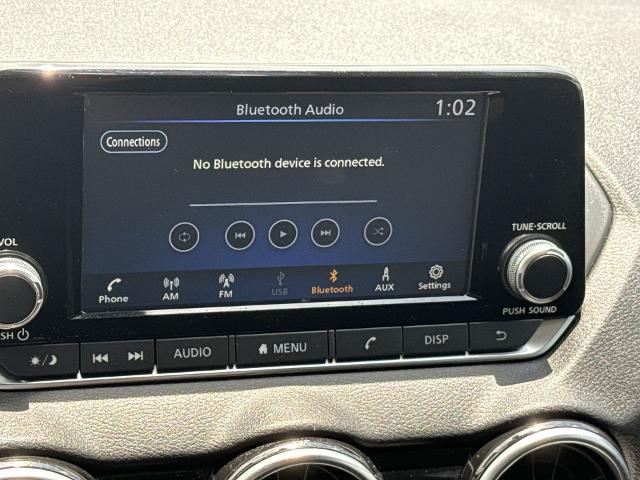 Bluetooth Audio 1:02
Connections
No Bluetooth device is connected.
VOL
TUNE·SCROLL
Phone AM FM USB Bluetooth AUX Settings
SH
PUSH SOUND
AUDIO MENU DISP